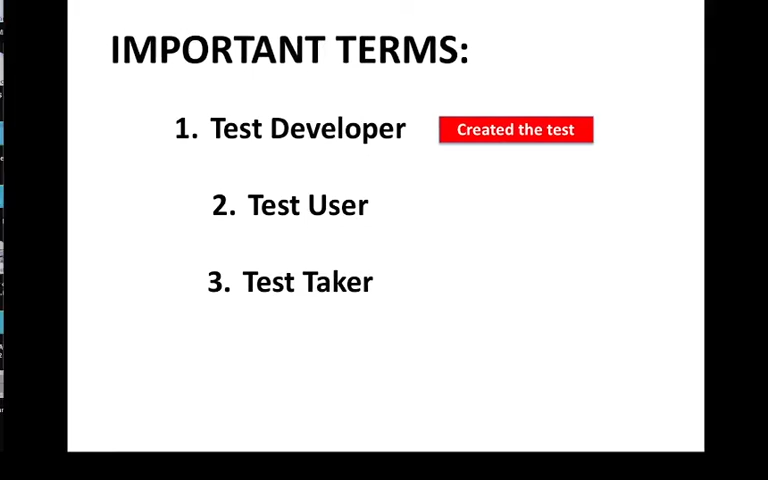 IMPORTANT TERMS:
1. Test Developer
Created the test
2. Test User
3. Test Taker